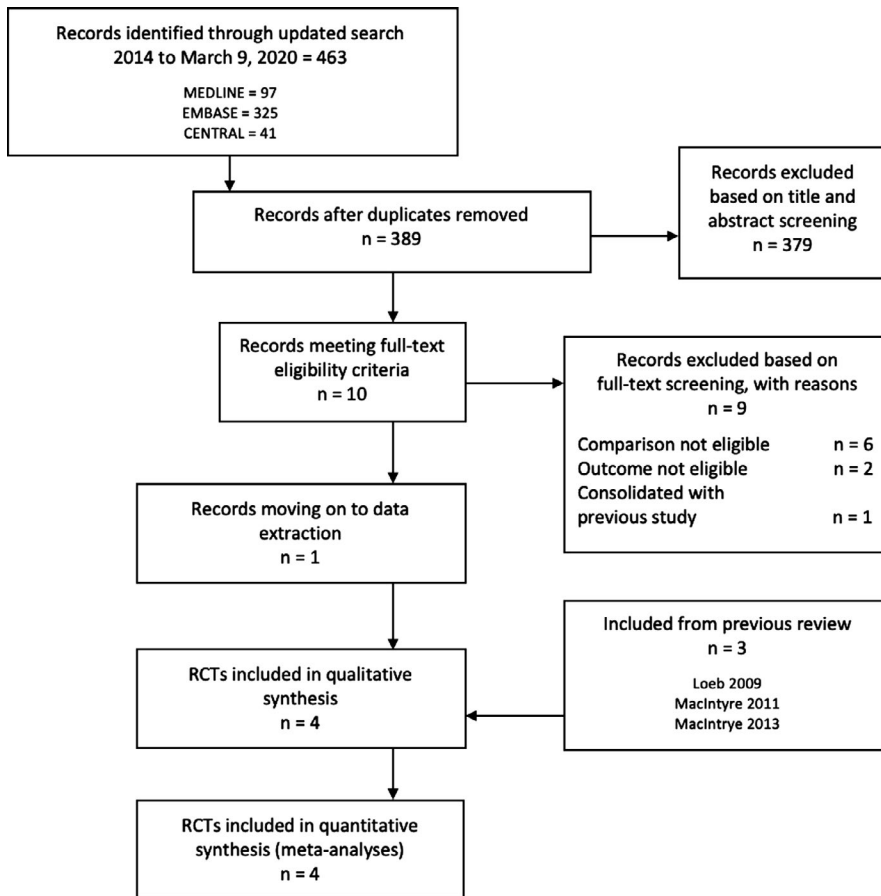 Records identified through updated search
2014 to March 9, 2020 = 463
MEDLINE = 97
EMBASE = 325
CENTRAL = 41
Records after duplicates removed
n = 389
Records excluded
based on title and
abstract screening
n = 379
Records meeting full-text
eligibility criteria
n = 10
Records excluded based on
full-text screening, with reasons
n = 9
Comparison not eligible n = 6
Outcome not eligible n = 2
Consolidated with
previous study n = 1
Records moving on to data
extraction
n = 1
Included from previous review
n = 3
Loeb 2009
MacIntyre 2011
MacIntrye 2013
RCTs included in qualitative
synthesis
n = 4
RCTs included in quantitative
synthesis (meta-analyses)
n = 4